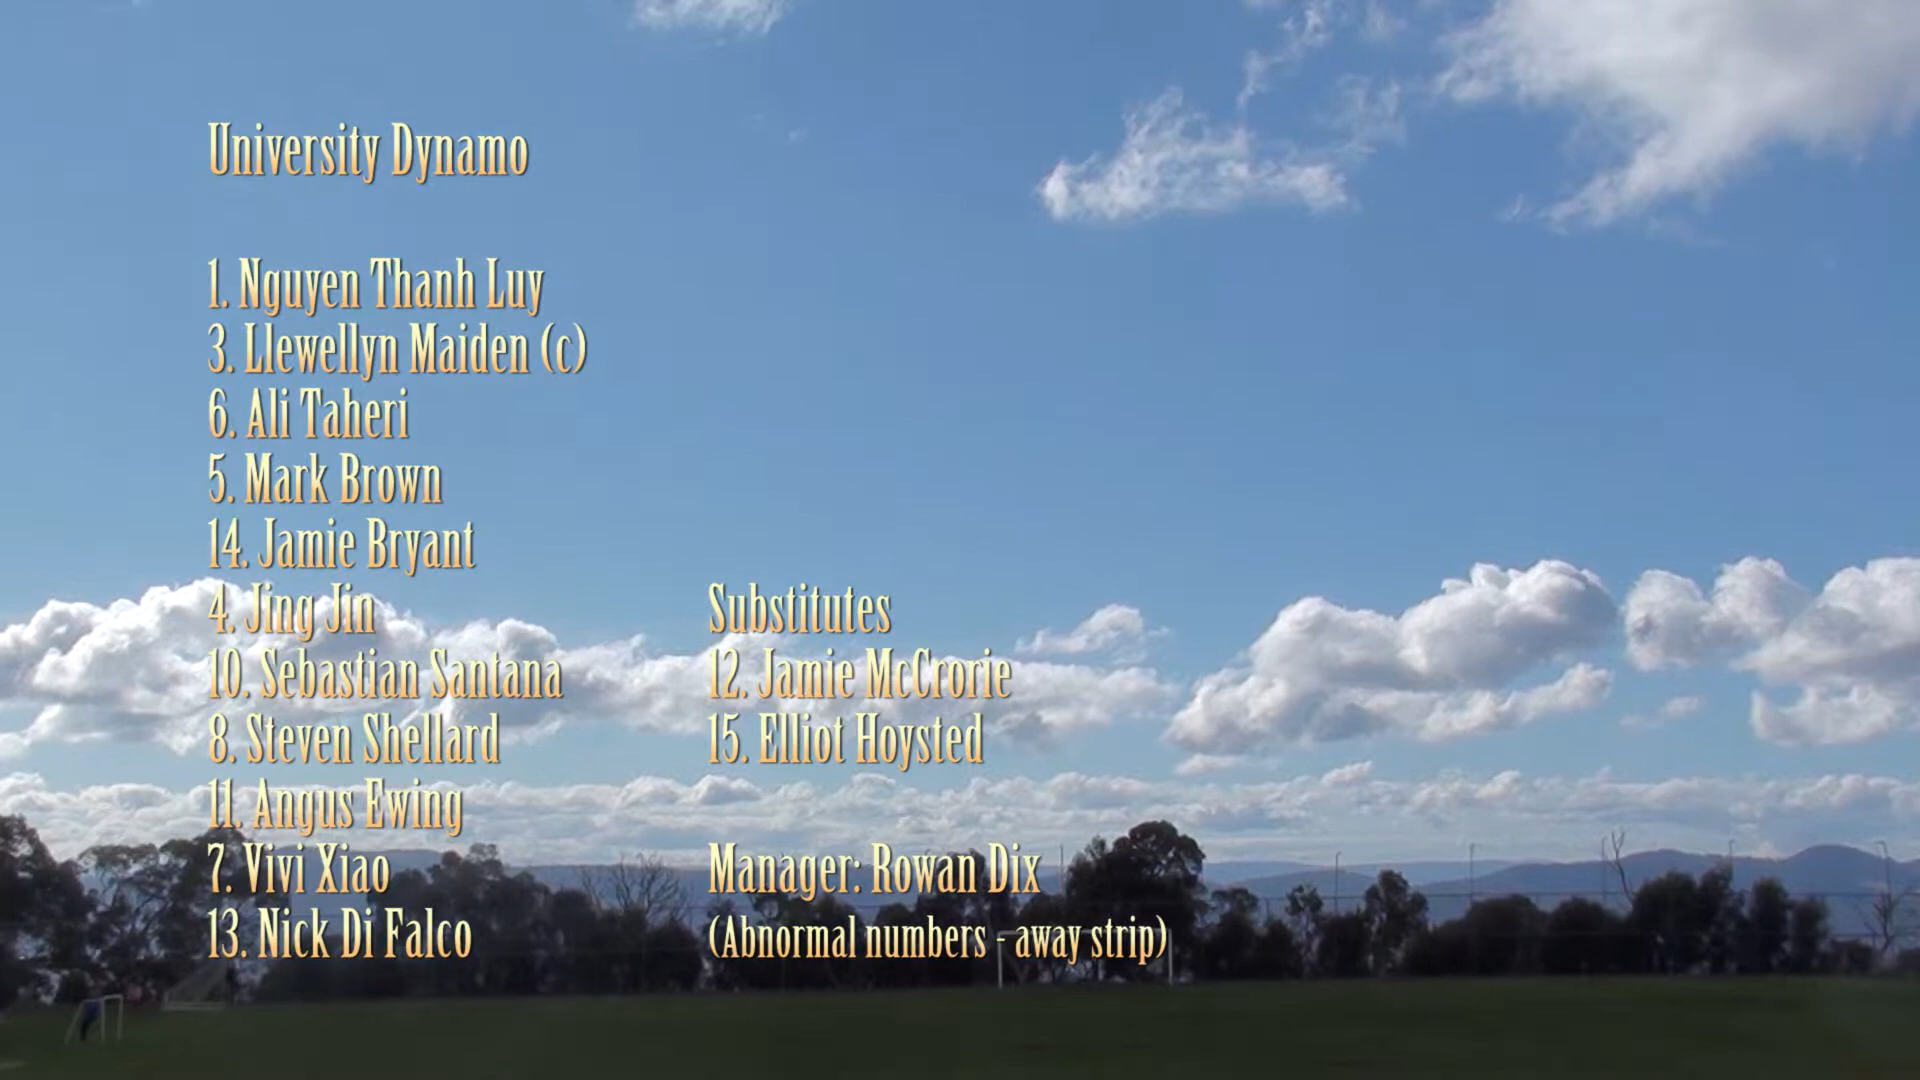 University Dynamo
1. Nguyen Thanh Luy
3. Llewellyn Maiden (c)
6. Ali Taheri
5. Mark Brown
14. Jamie Bryant
4. Jing Jin
10. Sebastian Santana
8. Steven Shellard
11. Angus Ewing
7. Vivi Xiao
13. Nick Di Falco
Substitutes
12. Jamie McCrorie
15. Elliot Hoysted
Manager: Rowan Dix
(Abnormal numbers - away strip)